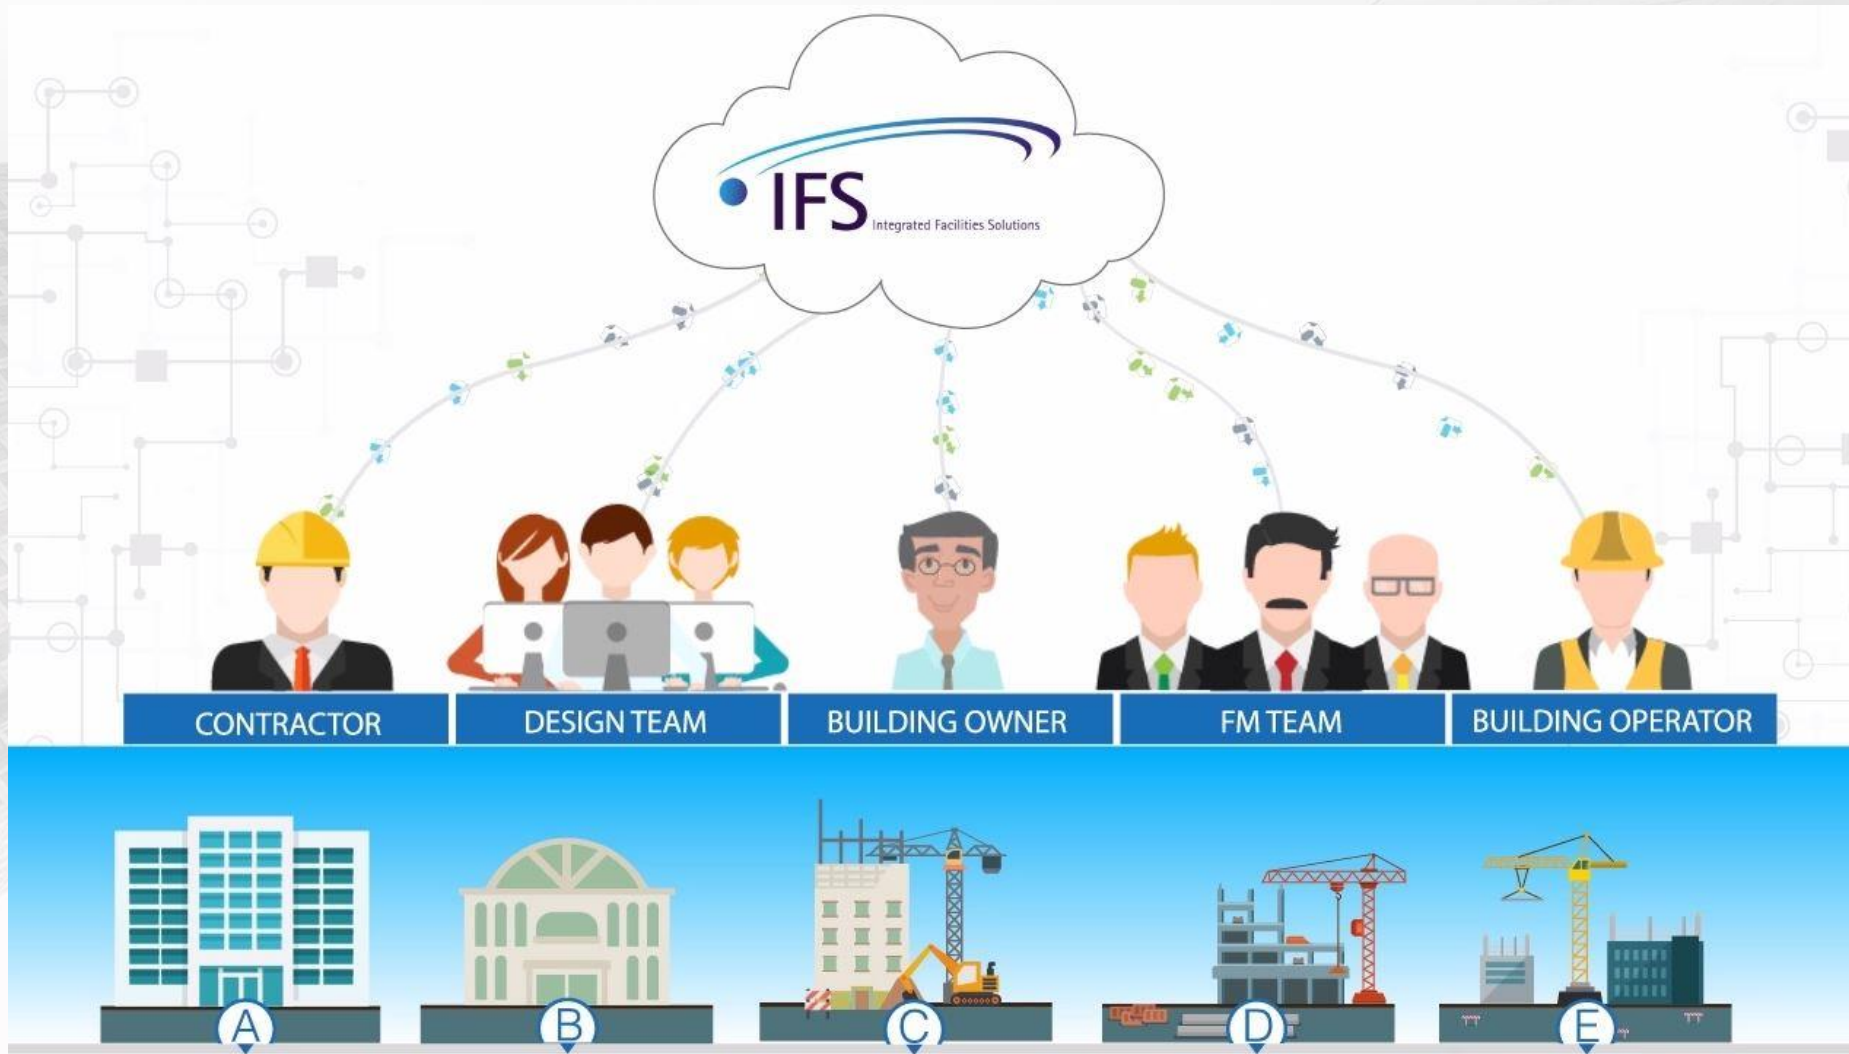 IFS
Integrated Facilities Solutions
CONTRACTOR
DESIGN TEAM
BUILDING OWNER
FM TEAM
BUILDING OPERATOR
A
B
C
D
E